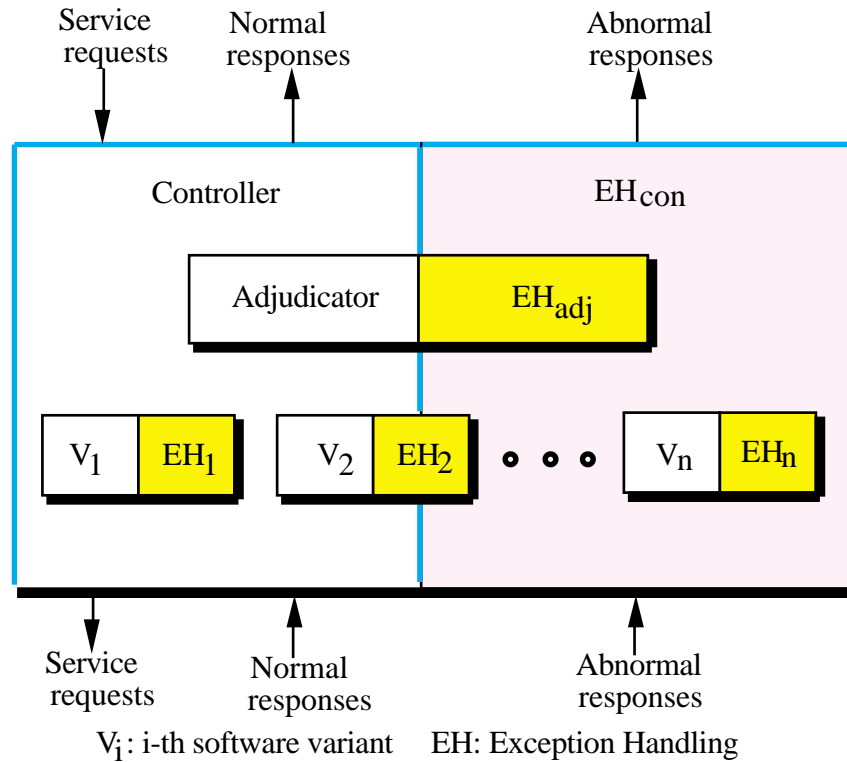 Service requests
Normal responses
Abnormal responses
Controller
EHcon
Adjudicator
EHadj
V1
EH1
V2
EH2
Vn
EHn
Service requests
Normal responses
Abnormal responses
Vi: i-th software variant EH: Exception Handling